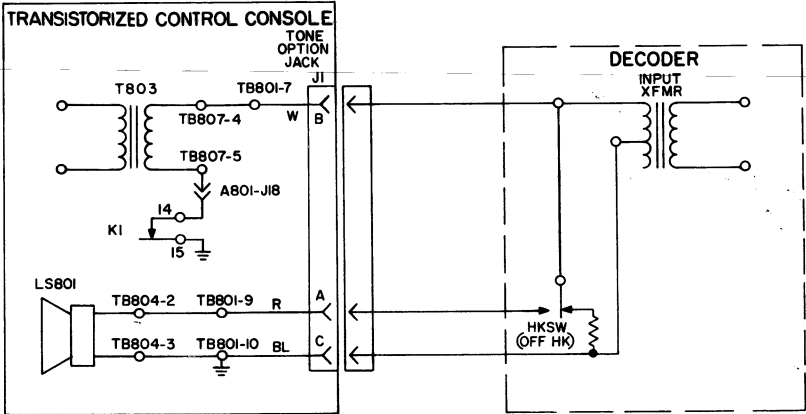 TRANSISTORIZED CONTROL CONSOLE
TONE
OPTION
JACK
J1
DECODER
INPUT
XFMR
T803
TB801-7
TB807-4
W
B
TB807-5
A801-J18
14
K1
15
LS801
TB804-2
TB801-9
R
A
TB804-3
TB801-10
BL
C
HKSW
(OFF HK)